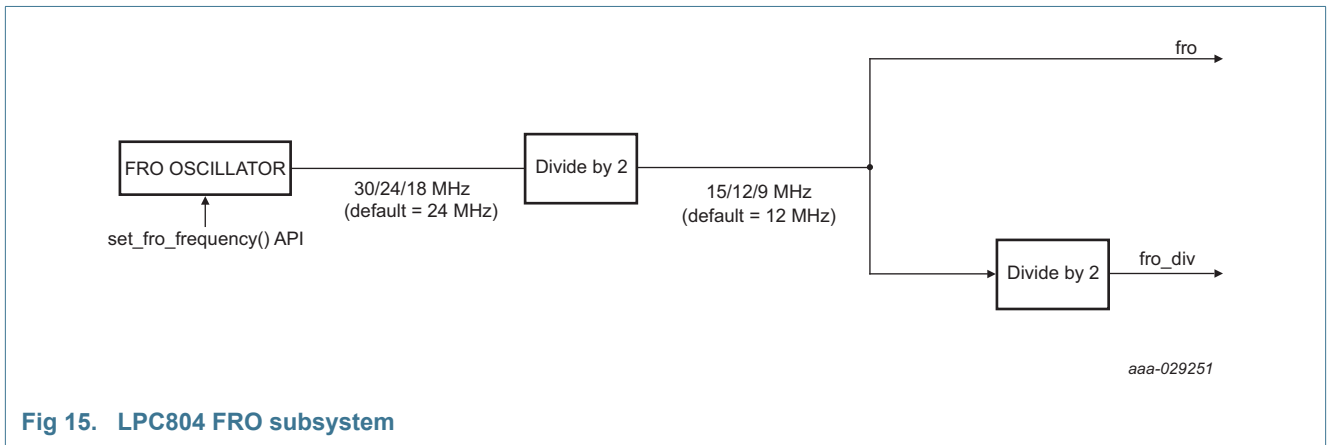 fro
FRO OSCILLATOR
30/24/18 MHz
(default = 24 MHz)
set_fro_frequency() API
Divide by 2
15/12/9 MHz
(default = 12 MHz)
Divide by 2
fro_div
aaa-029251
Fig 15. LPC804 FRO subsystem